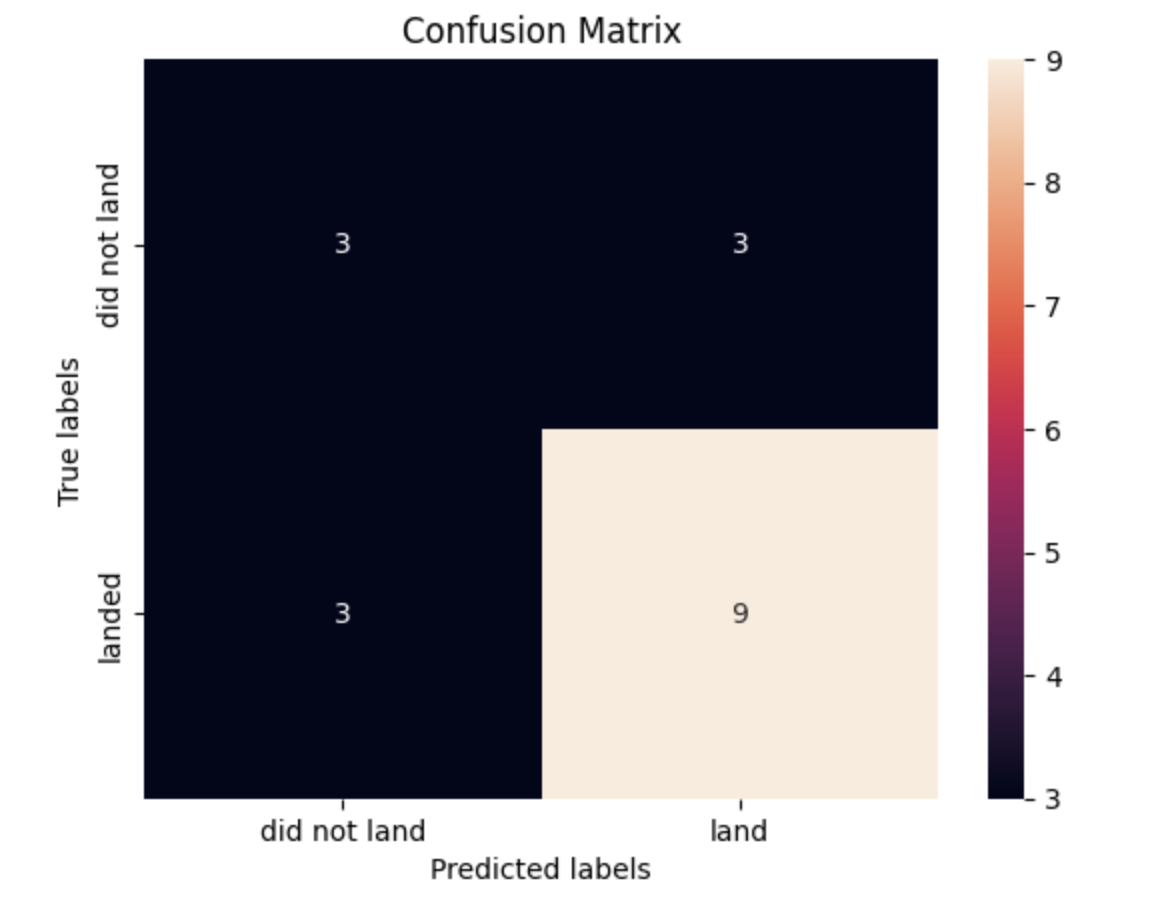 Confusion Matrix
True labels
did not land
landed
3
3
3
9
did not land
land
Predicted labels
9
8
7
6
5
4
3